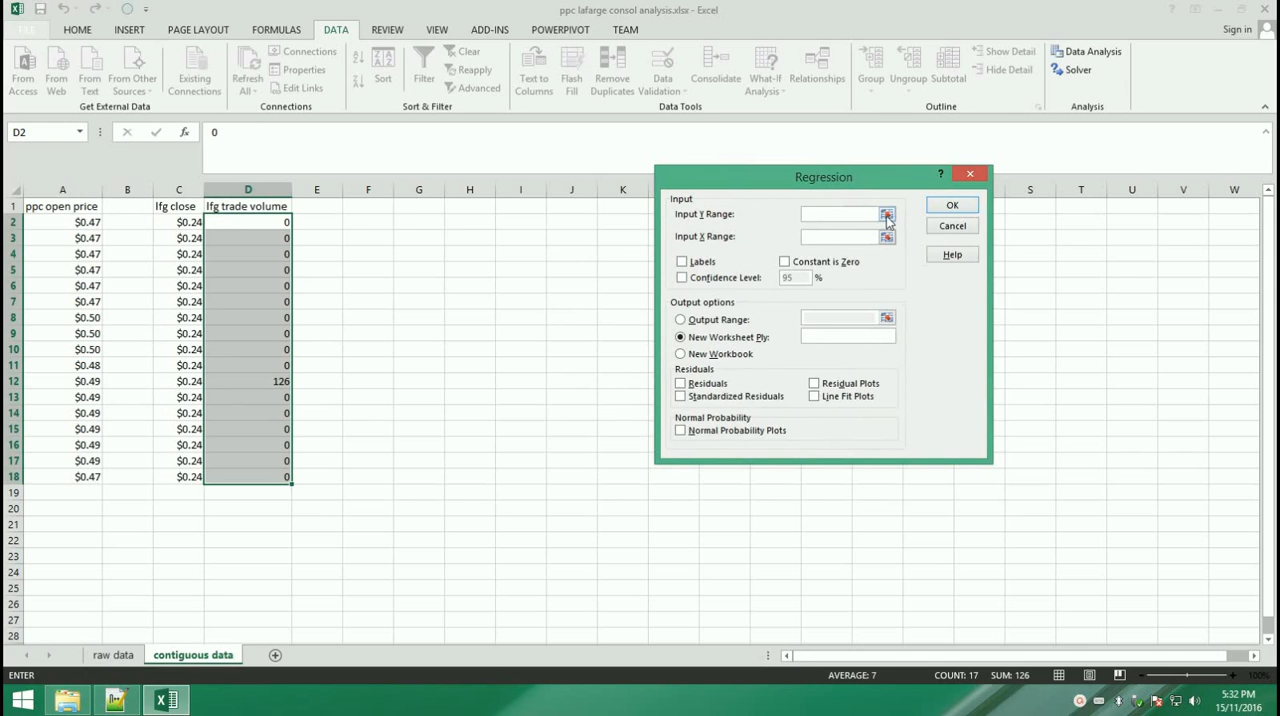 ppc lafarge consol analysis.xlsx - Excel
FILE HOME INSERT PAGE LAYOUT FORMULAS DATA REVIEW VIEW ADD-INS POWERPIVOT TEAM Sign in
From Access
From Web
From Text
From Other Sources
Existing Connections
Get External Data
Refresh All
Connections
Properties
Edit Links
Connections
Sort
Filter
Clear
Reapply
Advanced
Sort & Filter
Text to Columns
Flash Fill
Remove Duplicates
Data Validation
Consolidate
What-If Analysis
Relationships
Data Tools
Group
Ungroup
Subtotal
Show Detail
Hide Detail
Outline
Data Analysis
Solver
Analysis
D2 fx 0
A B C D E F G H I J K S T U V W
1 ppc open price lfg close lfg trade volume
2 $0.47 $0.24 0
3 $0.47 $0.24 0
4 $0.47 $0.24 0
5 $0.47 $0.24 0
6 $0.47 $0.24 0
7 $0.47 $0.24 0
8 $0.50 $0.24 0
9 $0.50 $0.24 0
10 $0.50 $0.24 0
11 $0.48 $0.24 0
12 $0.49 $0.24 126
13 $0.49 $0.24 0
14 $0.49 $0.24 0
15 $0.49 $0.24 0
16 $0.49 $0.24 0
17 $0.49 $0.24 0
18 $0.47 $0.24 0
19
20
21
22
23
24
25
26
27
28
Regression ?
Input
Input Y Range:
OK
Input X Range:
Cancel
Labels Constant is Zero
Help
Confidence Level: 95 %
Output options
Output Range:
New Worksheet Ply:
New Workbook
Residuals
Residuals Residual Plots
Standardized Residuals Line Fit Plots
Normal Probability
Normal Probability Plots
raw data contiguous data
ENTER AVERAGE: 7 COUNT: 17 SUM: 126 100%
5:32 PM
15/11/2016